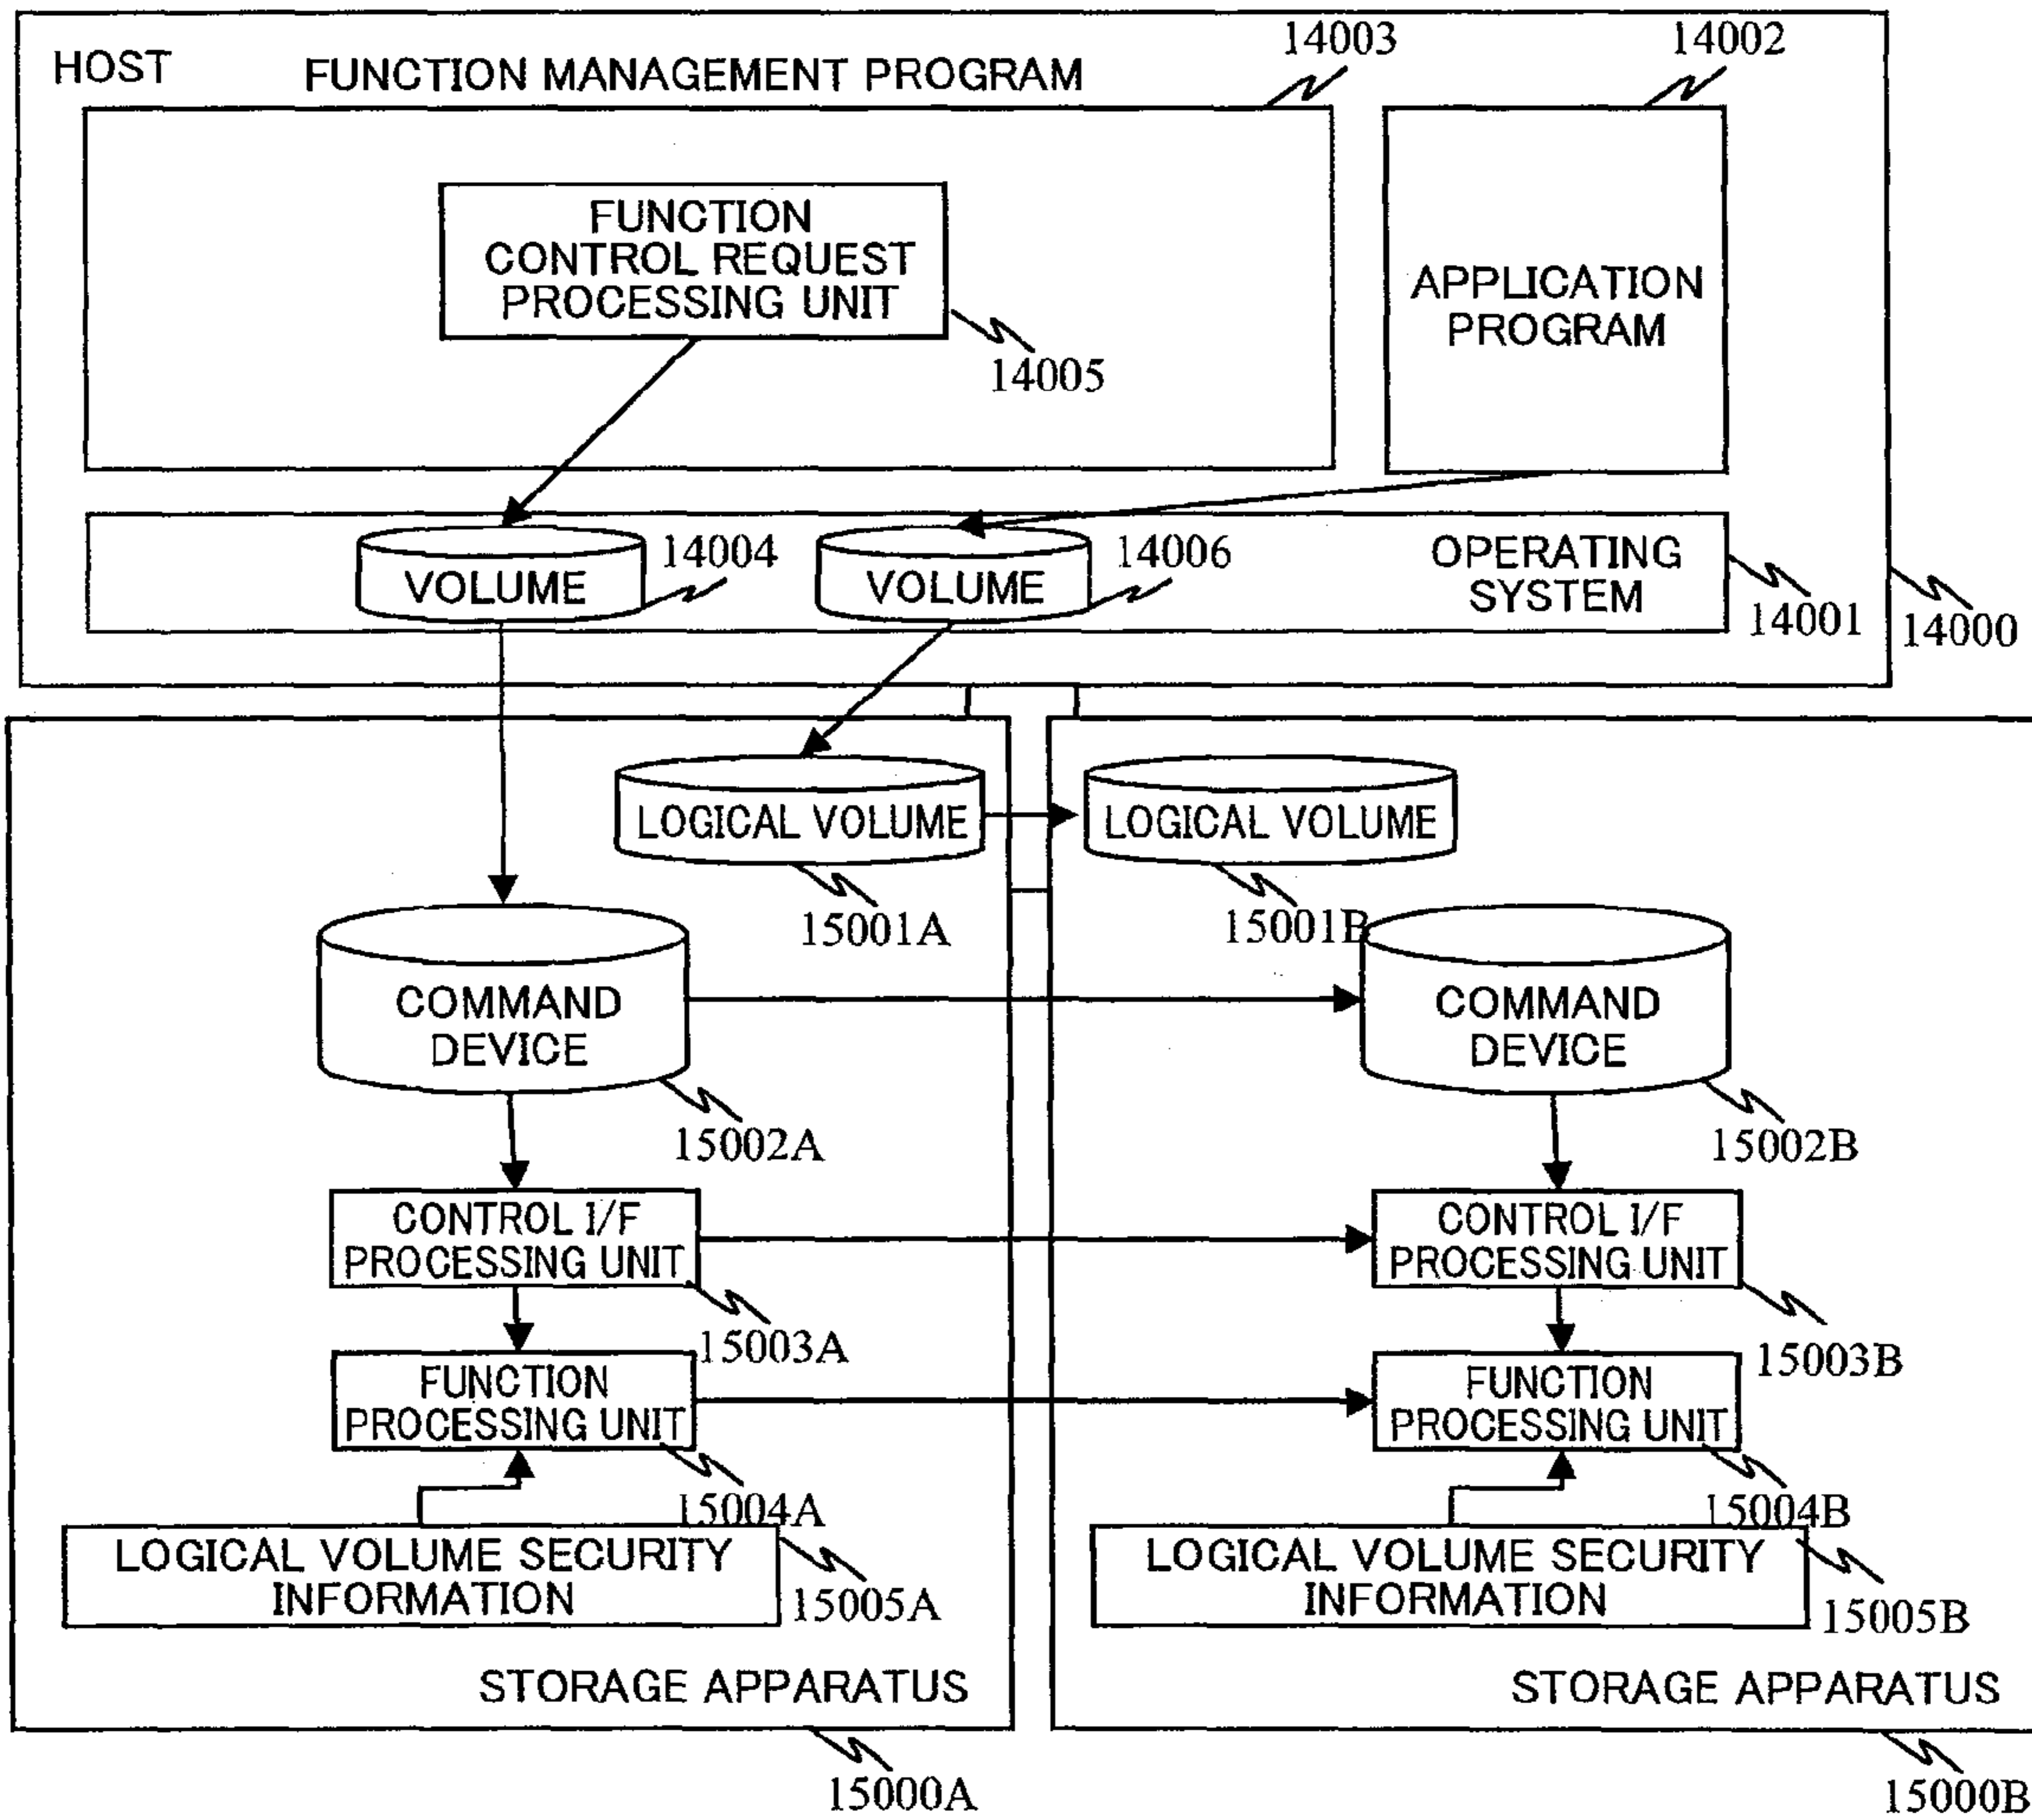 14003
14002
HOST
FUNCTION MANAGEMENT PROGRAM
FUNCTION
CONTROL REQUEST
PROCESSING UNIT
14005
APPLICATION
PROGRAM
14004
VOLUME
14006
VOLUME
OPERATING
SYSTEM
14001
14000
LOGICAL VOLUME
15001A
LOGICAL VOLUME
15001B
COMMAND
DEVICE
15002A
COMMAND
DEVICE
15002B
CONTROL I/F
PROCESSING UNIT
15003A
CONTROL I/F
PROCESSING UNIT
15003B
FUNCTION
PROCESSING UNIT
15004A
FUNCTION
PROCESSING UNIT
15004B
LOGICAL VOLUME SECURITY
INFORMATION
15005A
LOGICAL VOLUME SECURITY
INFORMATION
15005B
STORAGE APPARATUS
15000A
STORAGE APPARATUS
15000B